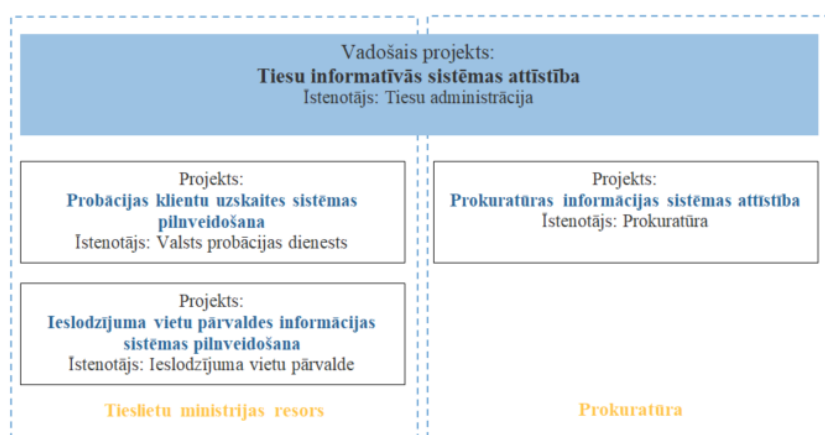 Vadošais projekts:
Tiesu informatīvās sistēmas attīstība
Īstenotājs: Tiesu administrācija
Projekts:
Probācijas klientu uzskaites sistēmas
pilnveidošana
Īstenotājs: Valsts probācijas dienests
Projekts:
Ieslodzījuma vietu pārvaldes informācijas
sistēmas pilnveidošana
Īstenotājs: Ieslodzījuma vietu pārvalde
Tieslietu ministrijas resors
Projekts:
Prokuratūras informācijas sistēmas attīstība
Īstenotājs: Prokuratūra
Prokuratūra